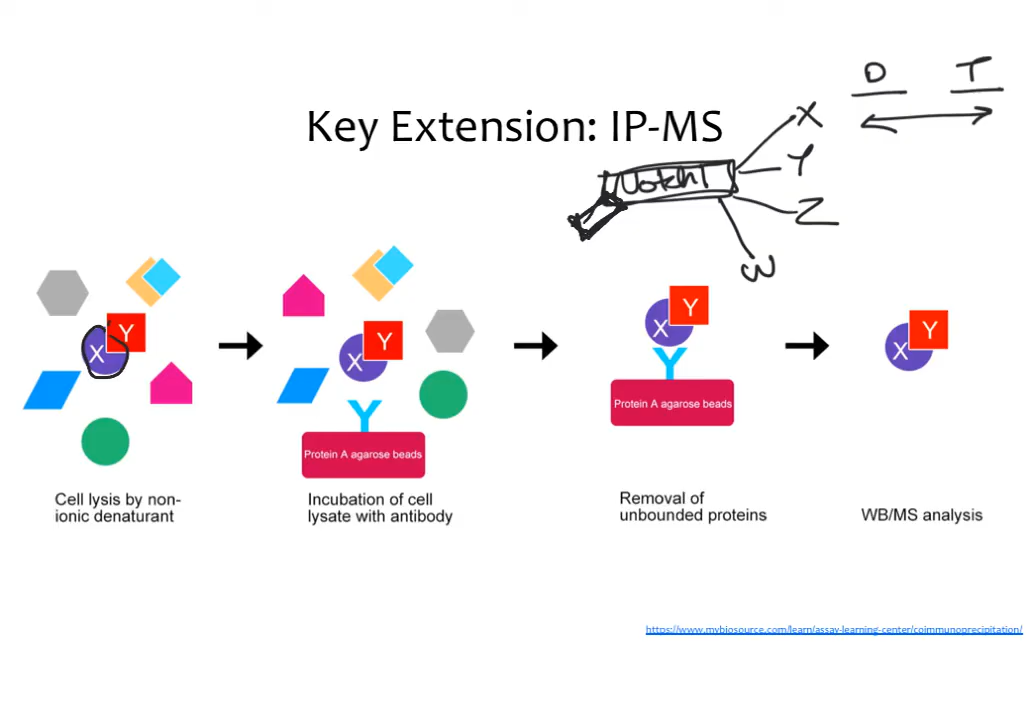 D T
Key Extension: IP-MS
X
Y
Notch1
Z
W
Y
X
Y
X
Y
X
Y
X
Protein A agarose beads
Protein A agarose beads
Cell lysis by non-
ionic denaturant
Incubation of cell
lysate with antibody
Removal of
unbounded proteins
WB/MS analysis
https://www.mybiosource.com/learn/assay-learning-center/coimmunoprecipitation/